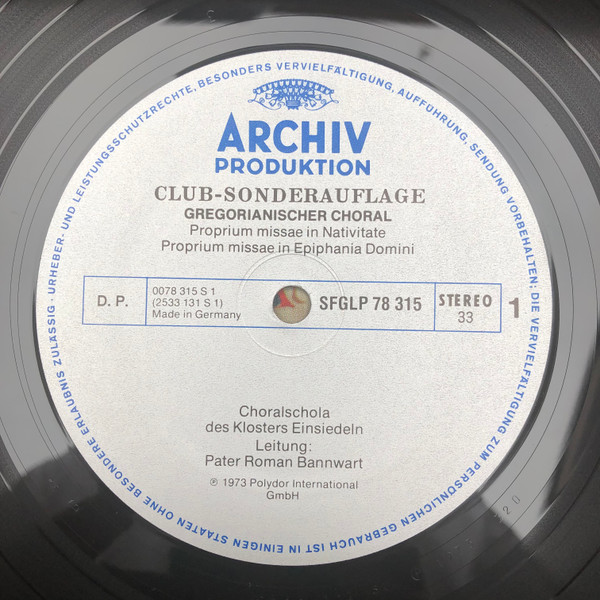 URHEBER- UND LEISTUNGSSCHUTZRECHTE, BESONDERS VERVIELFÄLTIGUNG, AUFFÜHRUNG, SENDUNG VORBEHALTEN; DIE VERVIELFÄLTIGUNG ZUM PERSÖNLICHEN GEBRAUCH IST IN EINIGEN STAATEN OHNE BESONDERE ERLAUBNIS ZULÄSSIG ·
ARCHIV
PRODUKTION
CLUB-SONDERAUFLAGE
GREGORIANISCHER CHORAL
Proprium missae in Nativitate
Proprium missae in Epiphania Domini
D. P.
0078 315 S 1
(2533 131 S 1)
Made in Germany
SFGLP 78 315
STEREO
33
1
Choralschola
des Klosters Einsiedeln
Leitung:
Pater Roman Bannwart
℗ 1973 Polydor International
GmbH